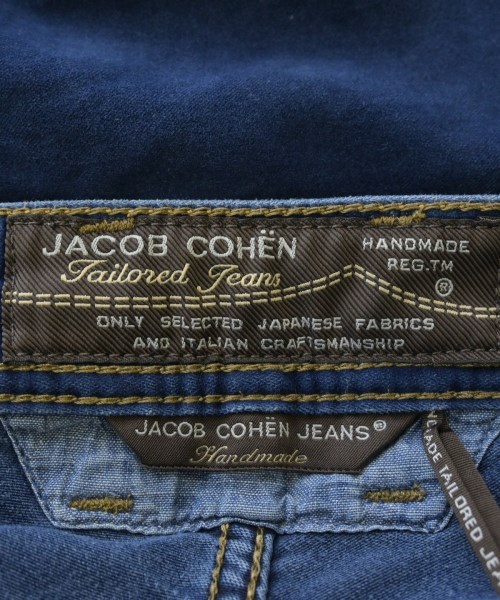 JACOB COHËN
Tailored Jeans
HANDMADE
REG.TM
®
ONLY SELECTED JAPANESE FABRICS
AND ITALIAN CRAFTSMANSHIP
JACOB COHËN JEANS®
Handmade
TAILORED